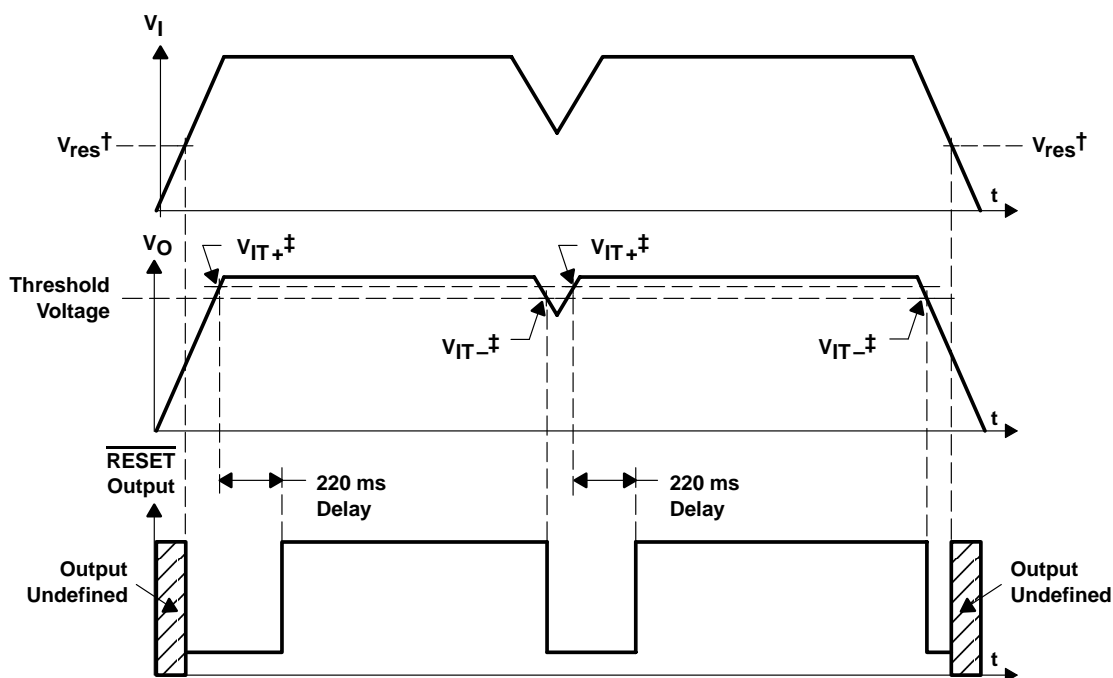 VI
Vres†
Vres†
t
VO
VIT+‡
VIT+‡
Threshold
Voltage
VIT–‡
VIT–‡
t
RESET
Output
220 ms
Delay
220 ms
Delay
Output
Undefined
Output
Undefined
t